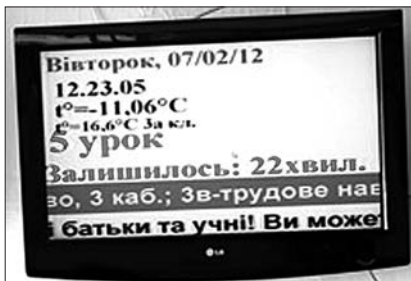 Вівторок, 07/02/12
12.23.05
t°=-11,06°C
t°=16,6°C 3а кл.
5 урок
Залишилось: 22хвил.
во, 3 каб.; 3в-трудове нав
і батьки та учні! Ви може
LG